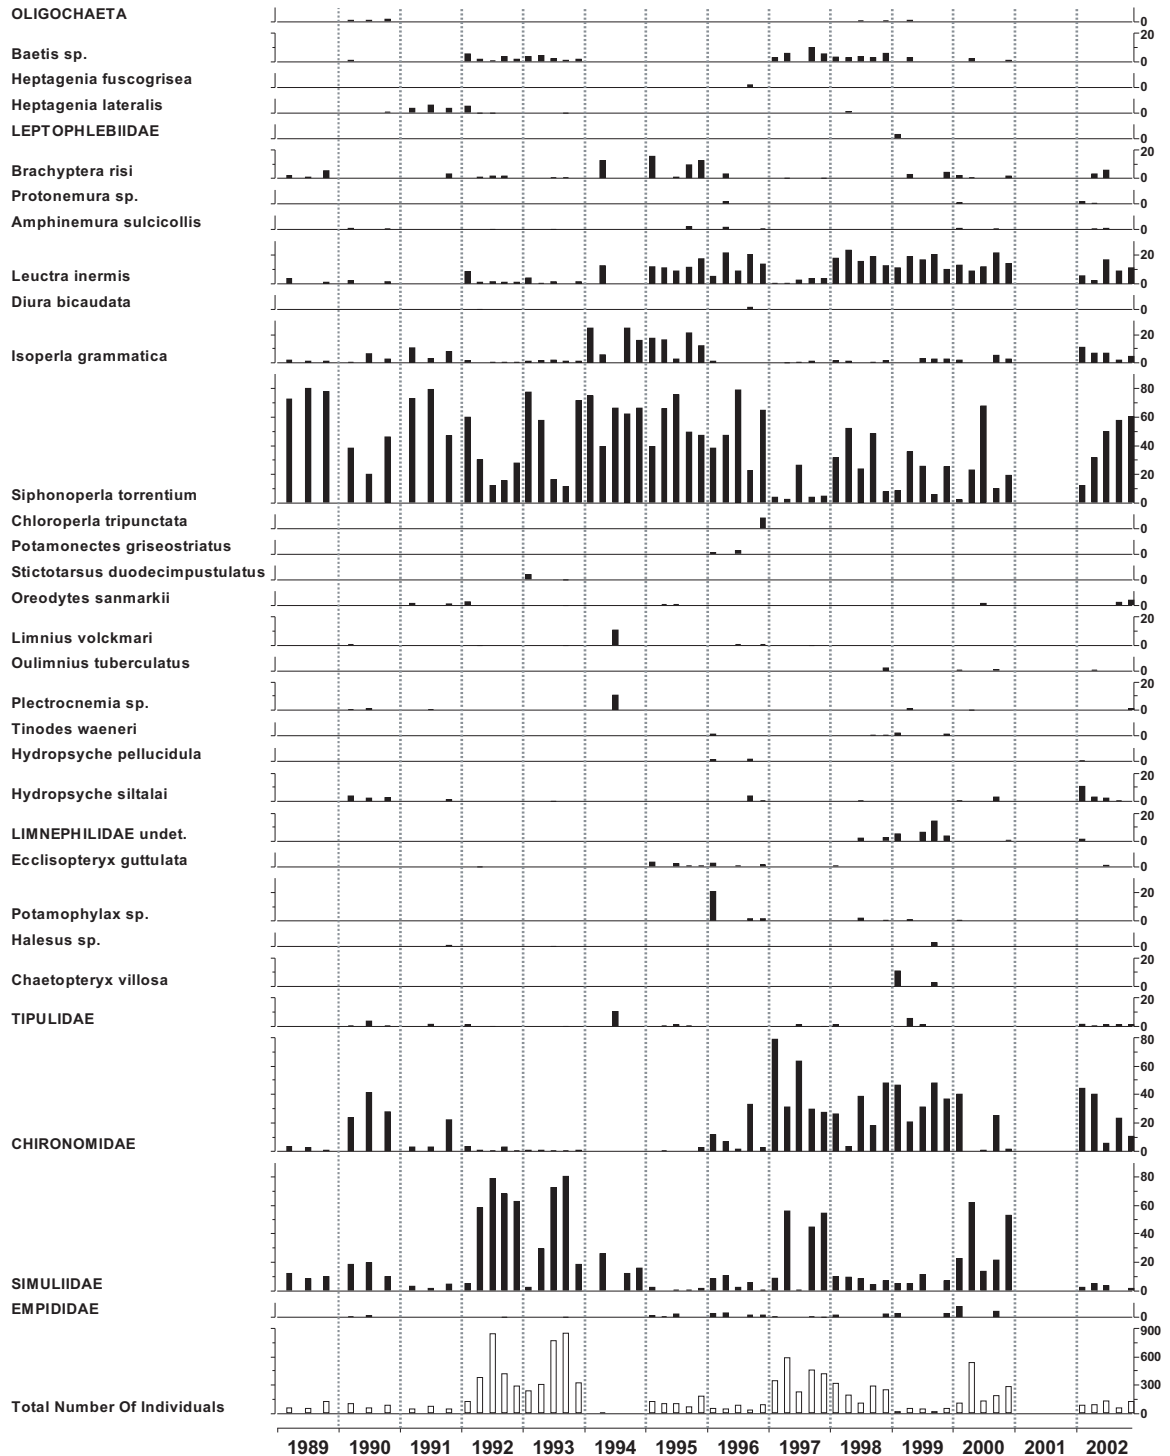 OLIGOCHAETA
0
20
Baetis sp.
0
Heptagenia fuscogrisea
0
Heptagenia lateralis
0
LEPTOPHLEBIIDAE
0
20
Brachyptera risi
0
Protonemura sp.
0
Amphinemura sulcicollis
0
20
Leuctra inermis
0
Diura bicaudata
0
20
Isoperla grammatica
0
80
60
40
20
Siphonoperla torrentium
0
Chloroperla tripunctata
0
Potamonectes griseostriatus
0
Stictotarsus duodecimpustulatus
0
Oreodytes sanmarkii
0
20
Limnius volckmari
0
Oulimnius tuberculatus
0
20
Plectrocnemia sp.
0
Tinodes waeneri
0
Hydropsyche pellucidula
0
20
Hydropsyche siltalai
0
20
LIMNEPHILIDAE undet.
0
Ecclisopteryx guttulata
0
20
Potamophylax sp.
0
Halesus sp.
0
20
Chaetopteryx villosa
0
20
TIPULIDAE
0
80
60
40
20
CHIRONOMIDAE
0
80
60
40
20
SIMULIIDAE
0
EMPIDIDAE
0
900
600
300
Total Number Of Individuals
0
1989 1990 1991 1992 1993 1994 1995 1996 1997 1998 1999 2000 2001 2002